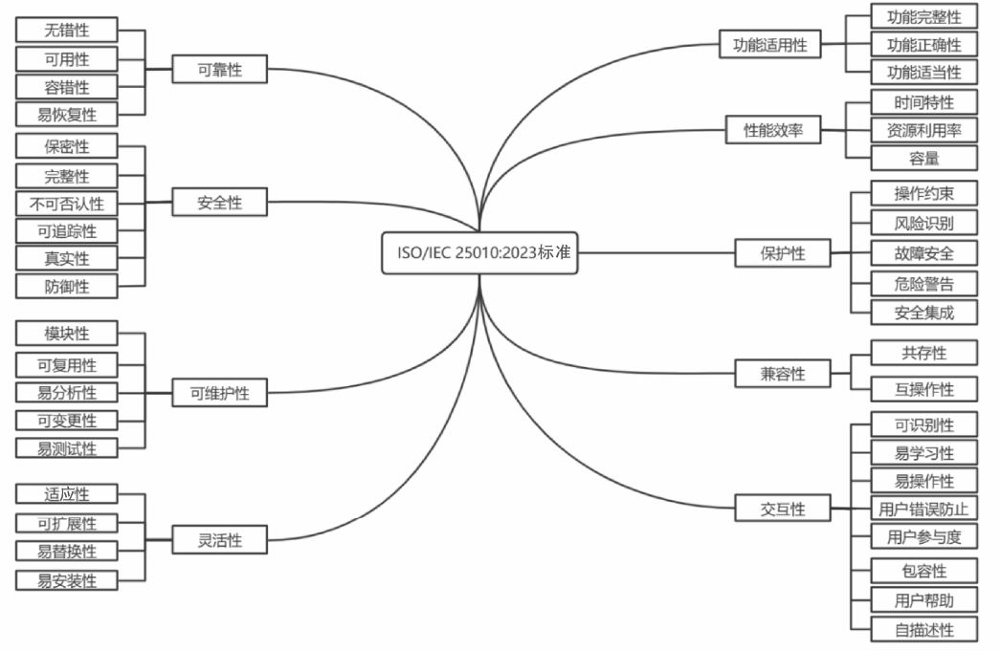 ISO/IEC 25010:2023标准
可靠性
无错性
可用性
容错性
易恢复性
安全性
保密性
完整性
不可否认性
可追踪性
真实性
防御性
可维护性
模块性
可复用性
易分析性
可变更性
易测试性
灵活性
适应性
可扩展性
易替换性
易安装性
功能适用性
功能完整性
功能正确性
功能适当性
性能效率
时间特性
资源利用率
容量
保护性
操作约束
风险识别
故障安全
危险警告
安全集成
兼容性
共存性
互操作性
交互性
可识别性
易学习性
易操作性
用户错误防止
用户参与度
包容性
用户帮助
自描述性